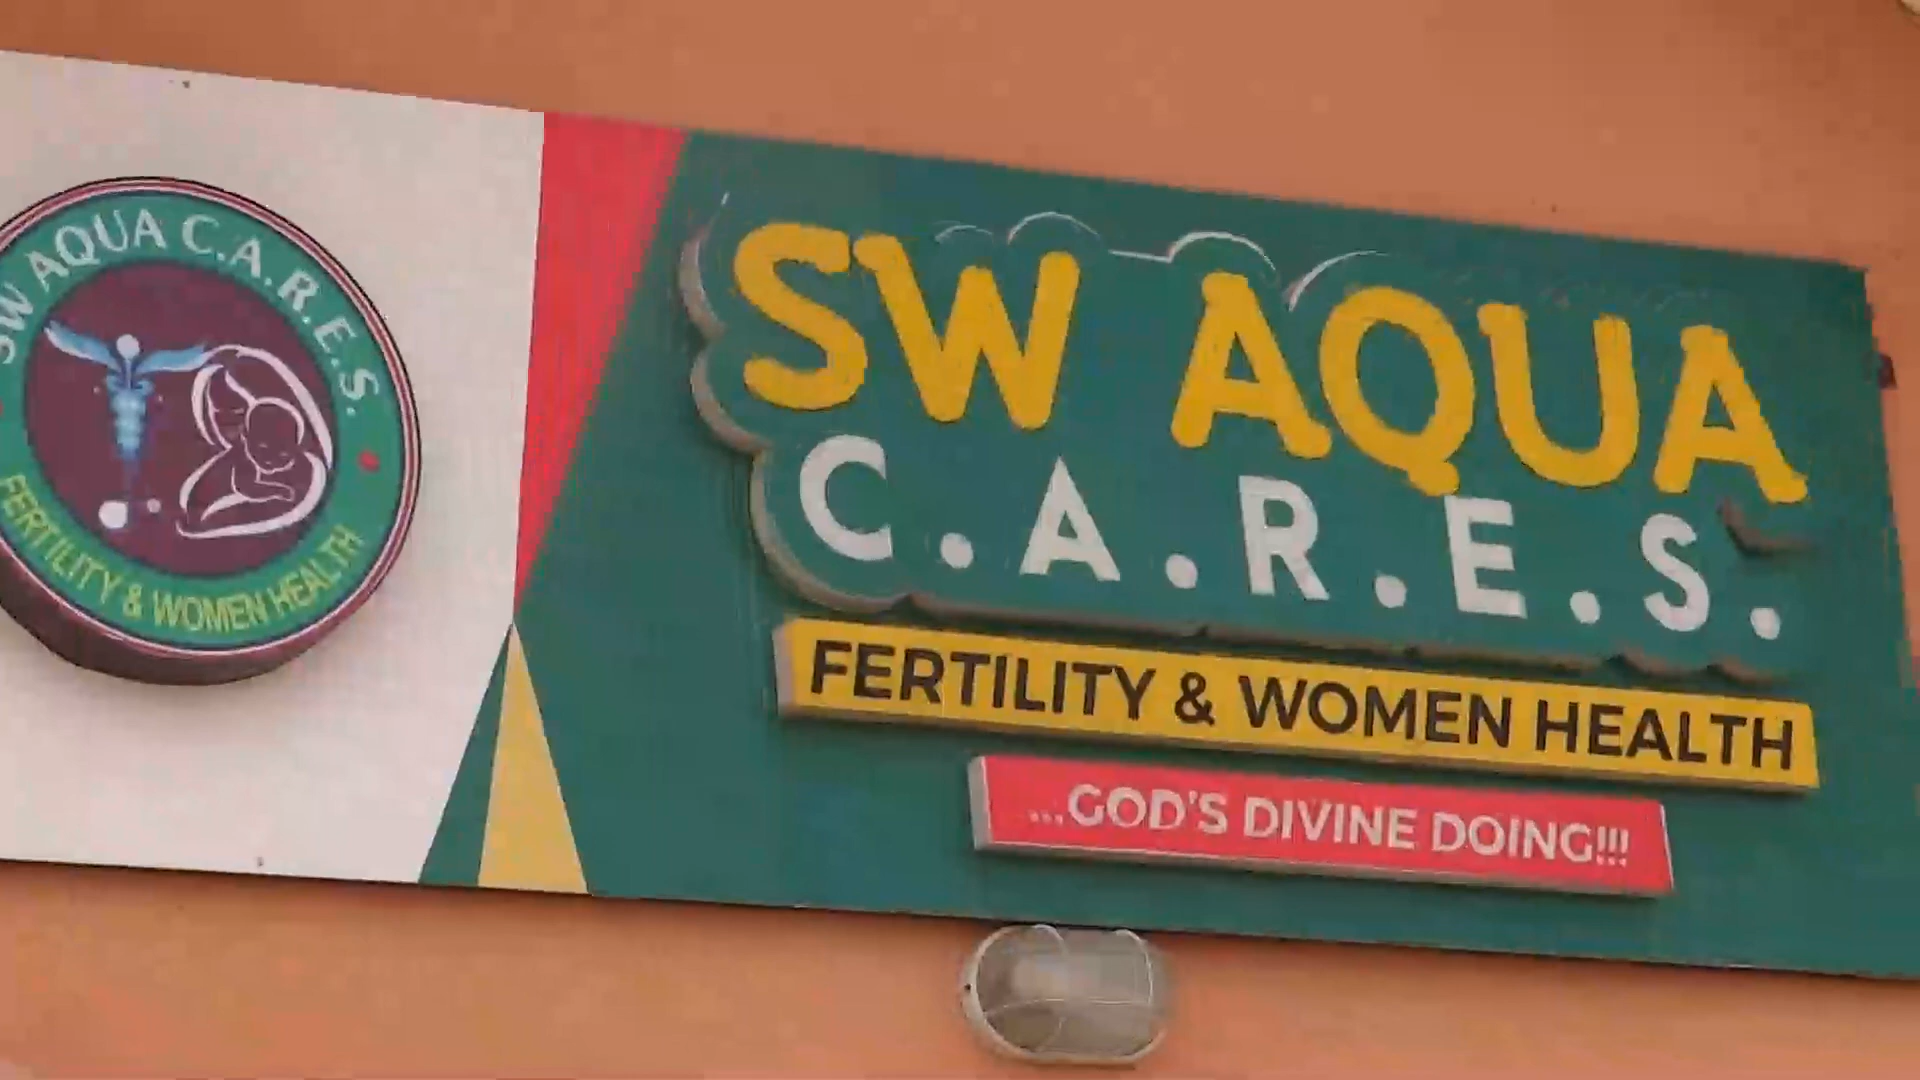 SW AQUA C.A.R.E.S.
FERTILITY & WOMEN HEALTH
SW AQUA
C.A.R.E.S.
FERTILITY & WOMEN HEALTH
...GOD'S DIVINE DOING!!!